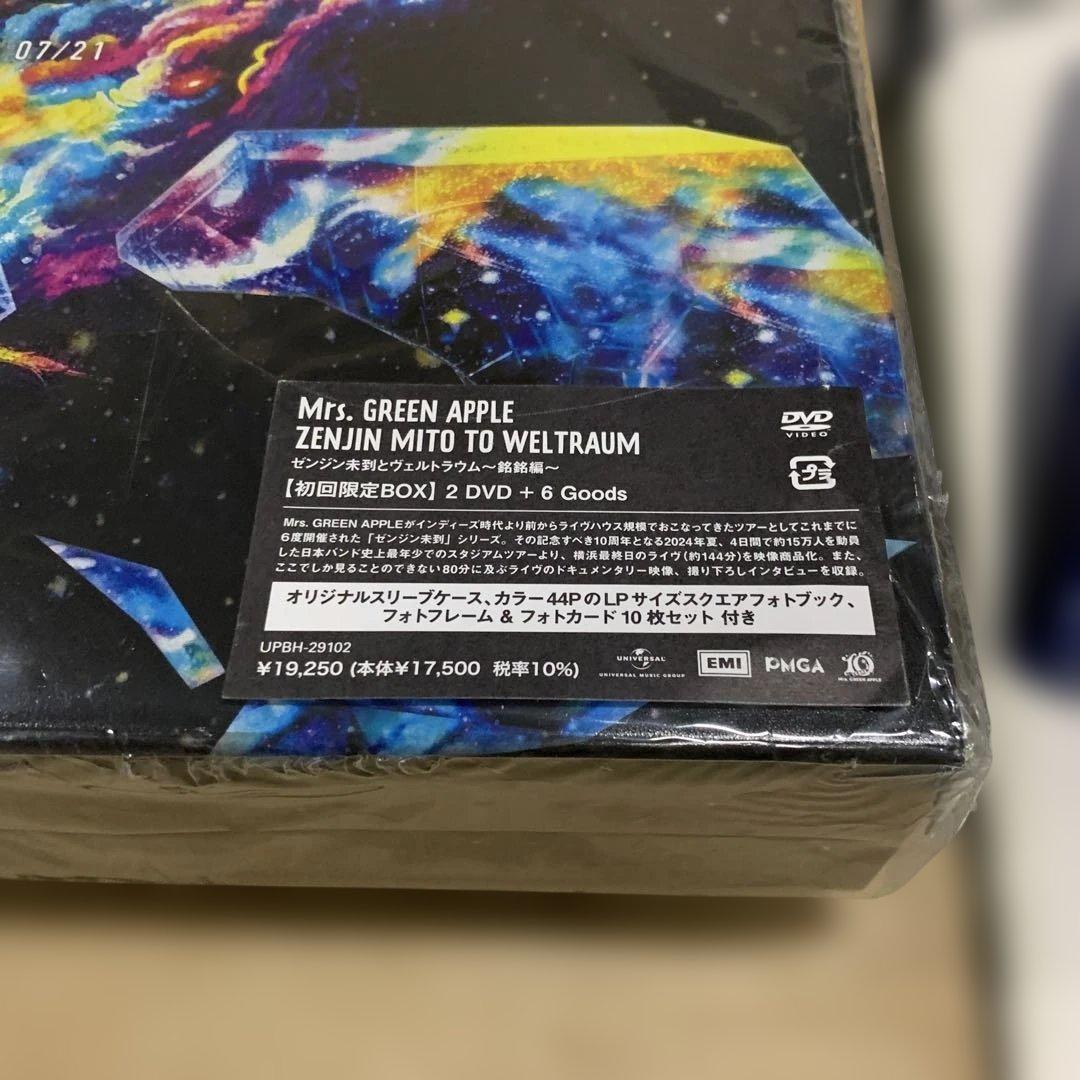 07/21
Mrs. GREEN APPLE
ZENJIN MITO TO WELTRAUM
ゼンジン未到とヴェルトラウム〜銘銘編〜
【初回限定BOX】 2 DVD + 6 Goods
DVD
VIDEO
Mrs. GREEN APPLEがインディーズ時代より前からライヴハウス規模でおこなってきたツアーとしてこれまでに
6度開催された「ゼンジン未到」シリーズ。その記念すべき10周年となる2024年夏、4日間で約15万人を動員
した日本バンド史上最年少でのスタジアムツアーより、横浜最終日のライヴ(約144分)を映像商品化。また、
ここでしか見ることのできない80分に及ぶライヴのドキュメンタリー映像、撮り下ろしインタビューを収録。
オリジナルスリーブケース、カラー44PのLPサイズスクエアフォトブック、
フォトフレーム & フォトカード10枚セット 付き
UPBH-29102
¥19,250 (本体¥17,500 税率10%)
UNIVERSAL
UNIVERSAL MUSIC GROUP
EMI
PMGA
10
Mrs. GREEN APPLE